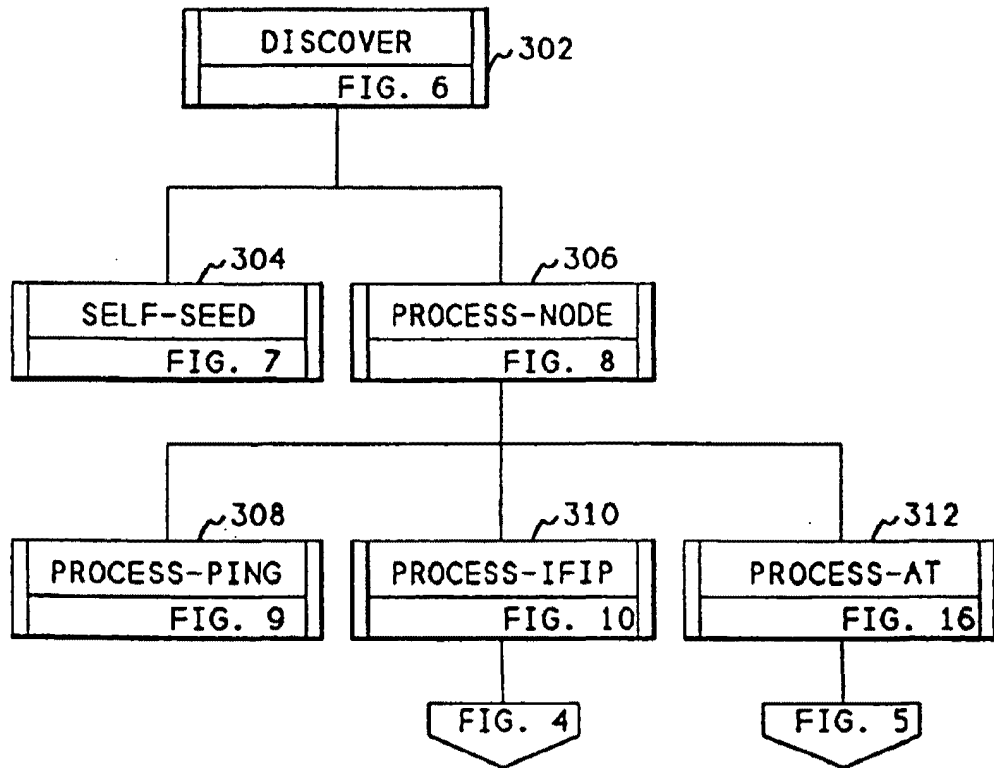 DISCOVER
302
FIG. 6
304
306
SELF-SEED
PROCESS-NODE
FIG. 7
FIG. 8
308
310
312
PROCESS-PING
PROCESS-IFIP
PROCESS-AT
FIG. 9
FIG. 10
FIG. 16
FIG. 4
FIG. 5